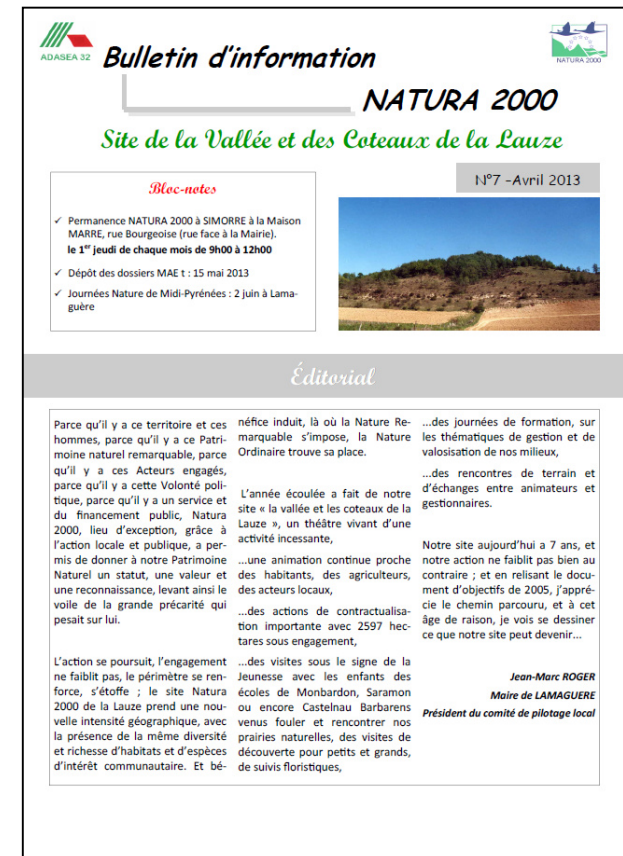 ADASEA 32
Bulletin d'information
NATURA 2000
NATURA 2000
Site de la Vallée et des Coteaux de la Lauze
Bloc-notes
✓ Permanence NATURA 2000 à SIMORRE à la Maison
MARRE, rue Bourgeoise (rue face à la Mairie).
le 1er jeudi de chaque mois de 9h00 à 12h00
✓ Dépôt des dossiers MAE t : 15 mai 2013
✓ Journées Nature de Midi-Pyrénées : 2 juin à Lama-
guère
N°7 –Avril 2013
Éditorial
Parce qu'il y a ce territoire et ces
hommes, parce qu'il y a ce Patri-
moine naturel remarquable, parce
qu'il y a ces Acteurs engagés,
parce qu'il y a cette Volonté poli-
tique, parce qu'il y a un service et
du financement public, Natura
2000, lieu d'exception, grâce à
l'action locale et publique, a per-
mis de donner à notre Patrimoine
Naturel un statut, une valeur et
une reconnaissance, levant ainsi le
voile de la grande précarité qui
pesait sur lui.
L'action se poursuit, l'engagement
ne faiblit pas, le périmètre se ren-
force, s'étoffe ; le site Natura
2000 de la Lauze prend une nou-
velle intensité géographique, avec
la présence de la même diversité
et richesse d'habitats et d'espèces
d'intérêt communautaire. Et bé-
néfice induit, là où la Nature Re-
marquable s'impose, la Nature
Ordinaire trouve sa place.
L'année écoulée a fait de notre
site « la vallée et les coteaux de la
Lauze », un théâtre vivant d'une
activité incessante,
...une animation continue proche
des habitants, des agriculteurs,
des acteurs locaux,
...des actions de contractualisa-
tion importante avec 2597 hec-
tares sous engagement,
...des visites sous le signe de la
Jeunesse avec les enfants des
écoles de Monbardon, Saramon
ou encore Castelnau Barbarens
venus fouler et rencontrer nos
prairies naturelles, des visites de
découverte pour petits et grands,
de suivis floristiques,
...des journées de formation, sur
les thématiques de gestion et de
valosisation de nos milieux,
...des rencontres de terrain et
d'échanges entre animateurs et
gestionnaires.
Notre site aujourd'hui a 7 ans, et
notre action ne faiblit pas bien au
contraire ; et en relisant le docu-
ment d'objectifs de 2005, j'appré-
cie le chemin parcouru, et à cet
âge de raison, je vois se dessiner
ce que notre site peut devenir...
Jean-Marc ROGER
Maire de LAMAGUERE
Président du comité de pilotage local